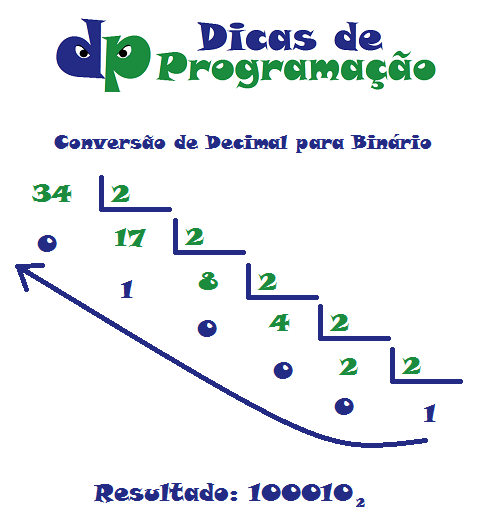 dp Dicas de
Programação
Conversão de Decimal para Binário
34 2
0 17 2
1 8 2
0 4 2
0 2 2
0 1
Resultado: 100010₂